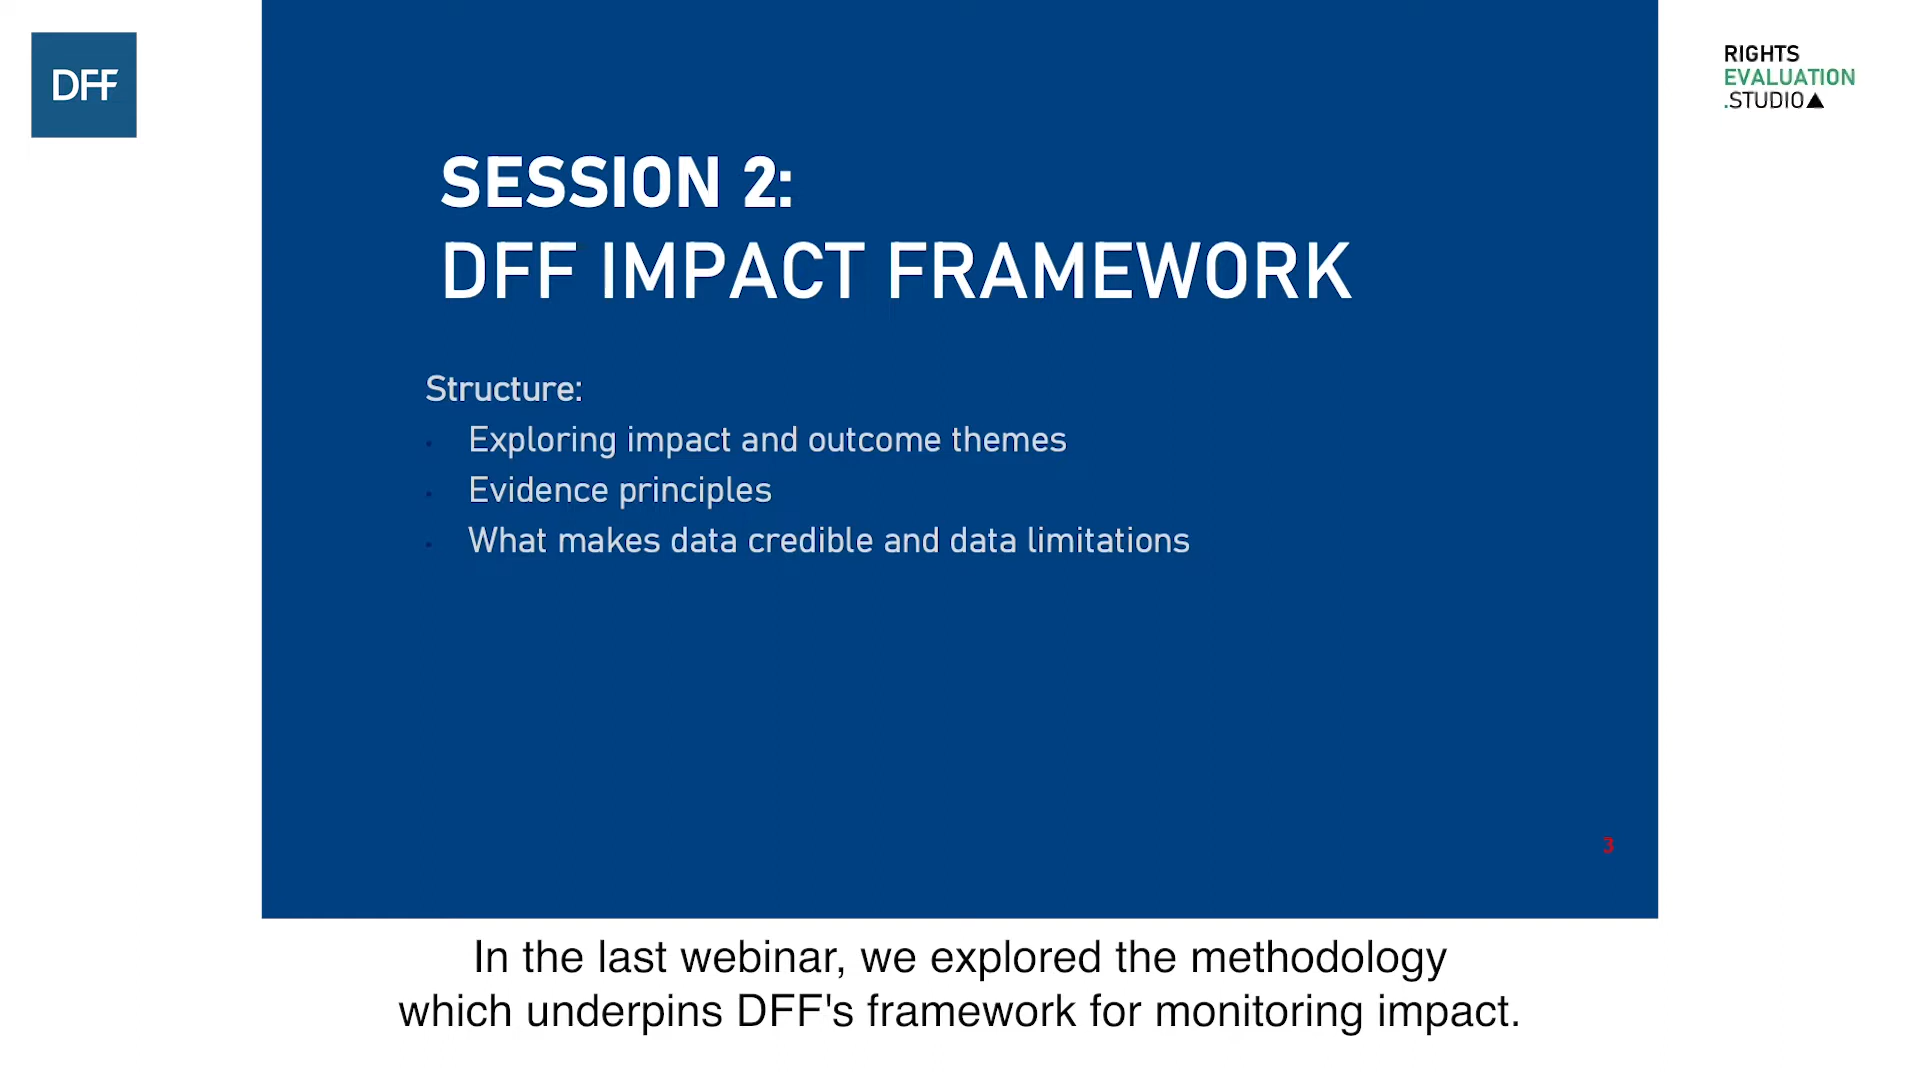 DFF
RIGHTS
EVALUATION
.STUDIO
SESSION 2:
DFF IMPACT FRAMEWORK
Structure:
· Exploring impact and outcome themes
· Evidence principles
· What makes data credible and data limitations
3
In the last webinar, we explored the methodology
which underpins DFF's framework for monitoring impact.